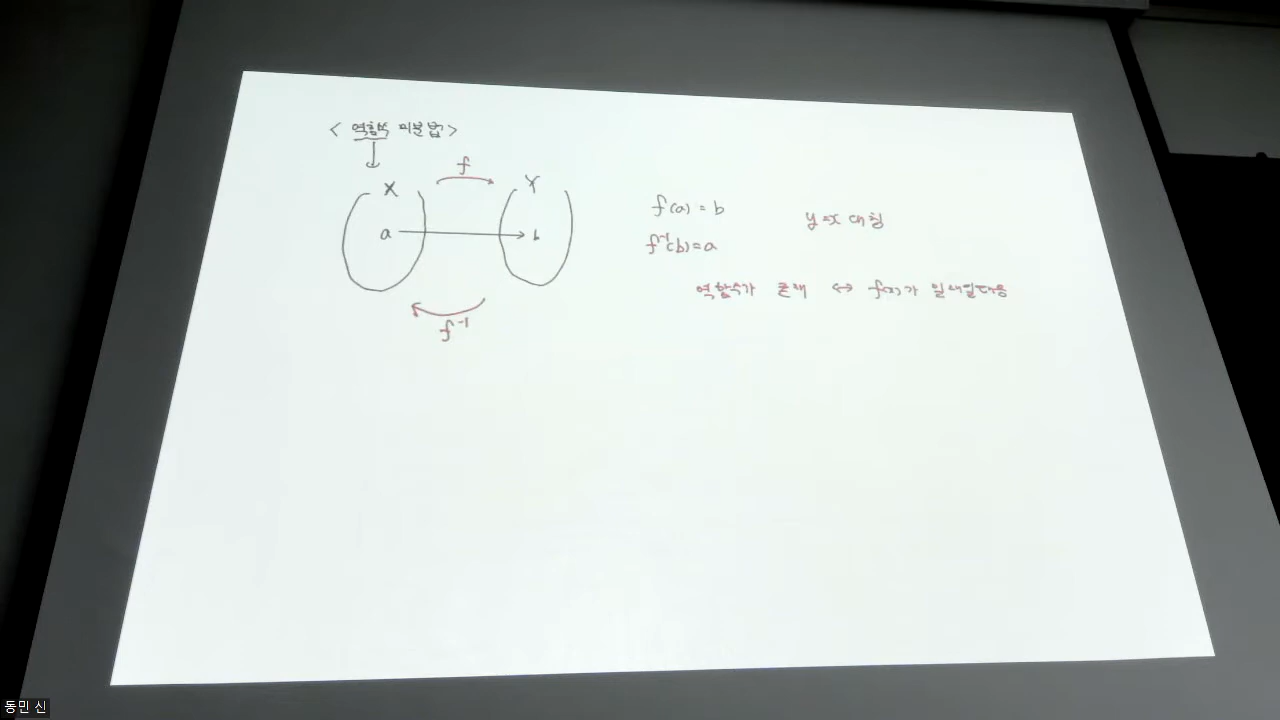 < 역함수 미분법 >
f
X
Y
a
b
f⁻¹
f(a) = b
f⁻¹(b) = a
y=x 대칭
역함수가 존재 ↔ f(x)가 일대일대응
동민 신